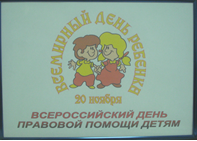 ВСЕМИРНЫЙ ДЕНЬ РЕБЕНКА
20 ноября
ВСЕРОССИЙСКИЙ ДЕНЬ
ПРАВОВОЙ ПОМОЩИ ДЕТЯМ